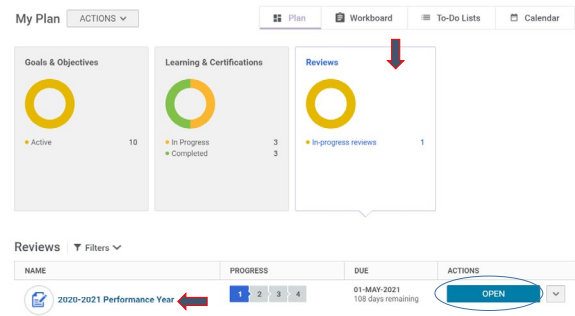 My Plan ACTIONS Plan Workboard To-Do Lists Calendar
Goals & Objectives Learning & Certifications Reviews
Active 10 In Progress 3 In-progress reviews 1
Completed 3
Reviews Filters
NAME PROGRESS DUE ACTIONS
2020-2021 Performance Year 1 2 3 4 01-MAY-2021 OPEN
108 days remaining